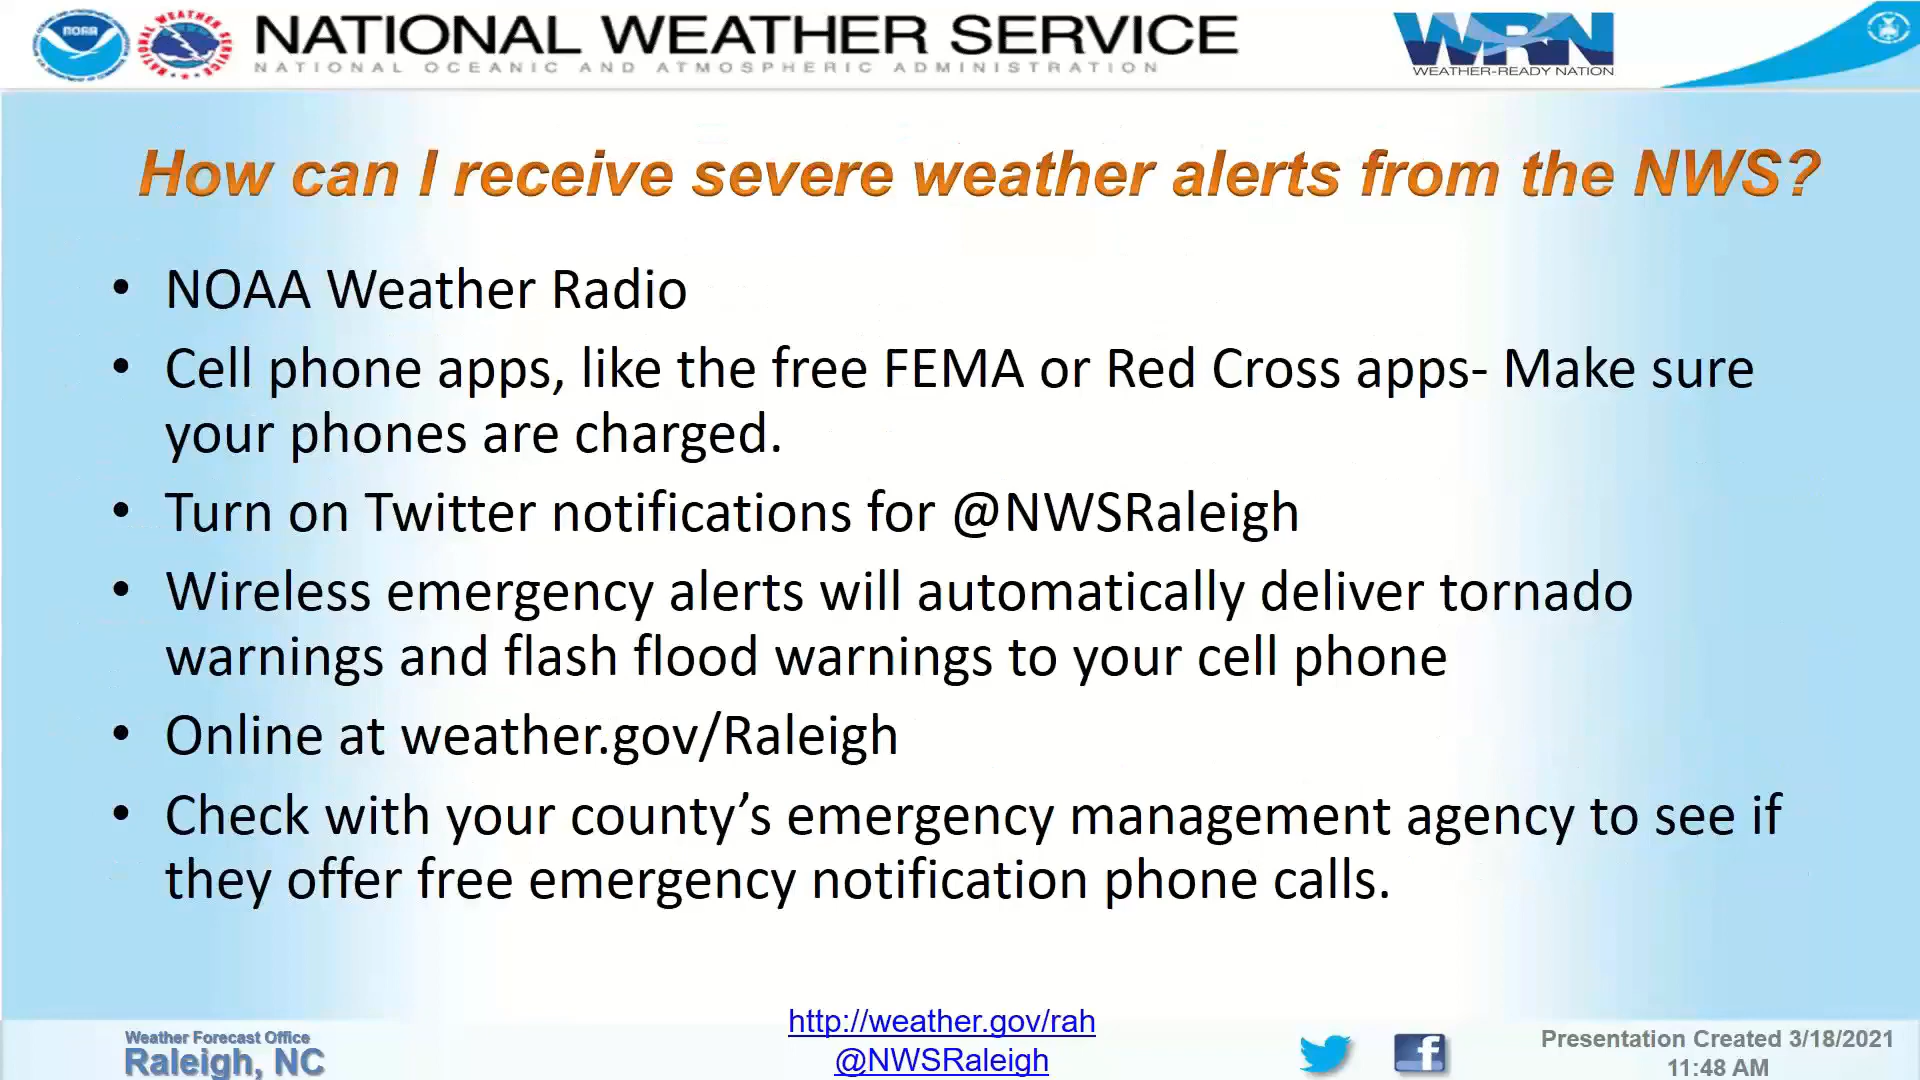 NOAA
NATIONAL WEATHER SERVICE
NATIONAL OCEANIC AND ATMOSPHERIC ADMINISTRATION
WRN
WEATHER-READY NATION
How can I receive severe weather alerts from the NWS?
• NOAA Weather Radio
• Cell phone apps, like the free FEMA or Red Cross apps- Make sure
your phones are charged.
• Turn on Twitter notifications for @NWSRaleigh
• Wireless emergency alerts will automatically deliver tornado
warnings and flash flood warnings to your cell phone
• Online at weather.gov/Raleigh
• Check with your county’s emergency management agency to see if
they offer free emergency notification phone calls.
Weather Forecast Office
Raleigh, NC
http://weather.gov/rah
@NWSRaleigh
Presentation Created 3/18/2021
11:48 AM